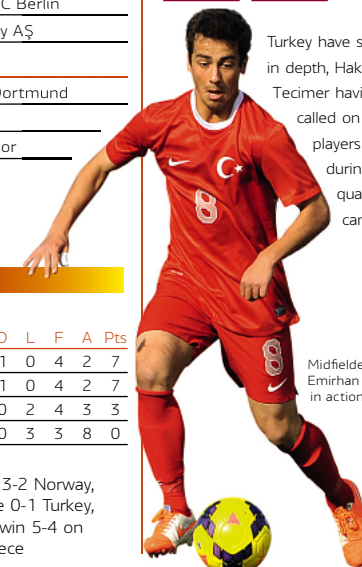 C Berlin
y AŞ
Dortmund
or
D L F A Pts
1 0 4 2 7
1 0 4 2 7
0 2 4 3 3
0 3 3 8 0
3-2 Norway,
e 0-1 Turkey,
win 5-4 on
ece
Turkey have s
in depth, Hak
Tecimer havi
called on
players
durin
qua
can
8
8
Midfielde
Emirhan
in action